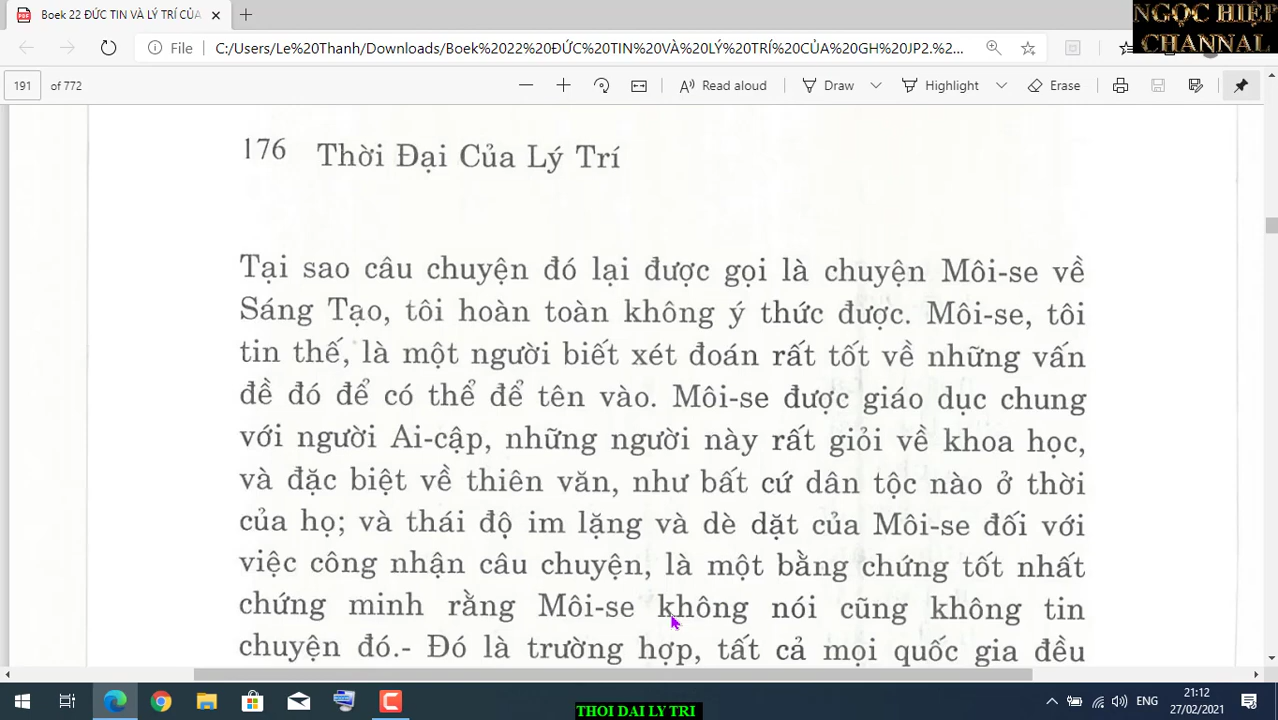 Boek 22 ĐỨC TIN VÀ LÝ TRÍ CỦA
NGỌC HIỆP
CHANNAL
File
C:/Users/Le%20Thanh/Downloads/Boek%2022%20ĐỨC%20TIN%20VÀ%20LÝ%20TRÍ%20CỦA%20GH%20JP2.%...
191 of 772
Read aloud
Draw
Highlight
Erase
176 Thời Đại Của Lý Trí
Tại sao câu chuyện đó lại được gọi là chuyện Môi-se về
Sáng Tạo, tôi hoàn toàn không ý thức được. Môi-se, tôi
tin thế, là một người biết xét đoán rất tốt về những vấn
đề đó để có thể để tên vào. Môi-se được giáo dục chung
với người Ai-cập, những người này rất giỏi về khoa học,
và đặc biệt về thiên văn, như bất cứ dân tộc nào ở thời
của họ; và thái độ im lặng và dè dặt của Môi-se đối với
việc công nhận câu chuyện, là một bằng chứng tốt nhất
chứng minh rằng Môi-se không nói cũng không tin
chuyện đó.- Đó là trường hợp, tất cả mọi quốc gia đều
ENG
21:12
27/02/2021
THOI DAI LY TRI